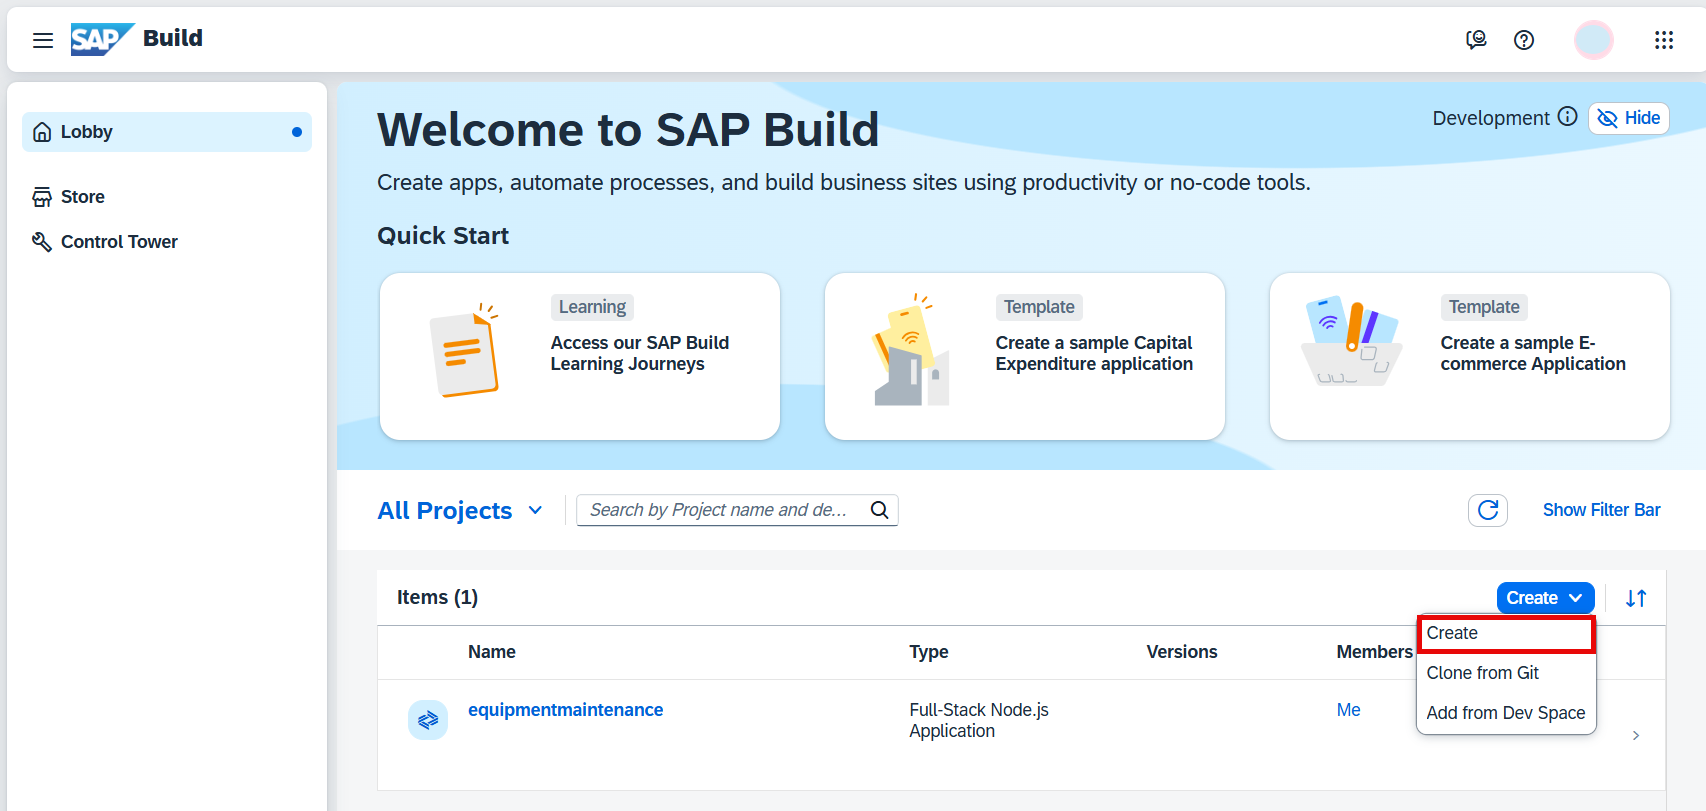 SAP Build
Lobby
Store
Control Tower
Welcome to SAP Build
Development
Hide
Create apps, automate processes, and build business sites using productivity or no-code tools.
Quick Start
Learning
Access our SAP Build
Learning Journeys
Template
Create a sample Capital
Expenditure application
Template
Create a sample E-
commerce Application
All Projects
Search by Project name and de...
Show Filter Bar
Items (1)
Create
Create
Clone from Git
Add from Dev Space
Name
Type
Versions
Members
equipmentmaintenance
Full-Stack Node.js
Application
Me